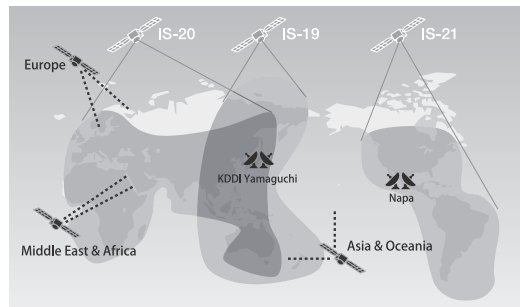 IS-20
IS-19
IS-21
Europe
KDDI Yamaguchi
Napa
Middle East & Africa
Asia & Oceania